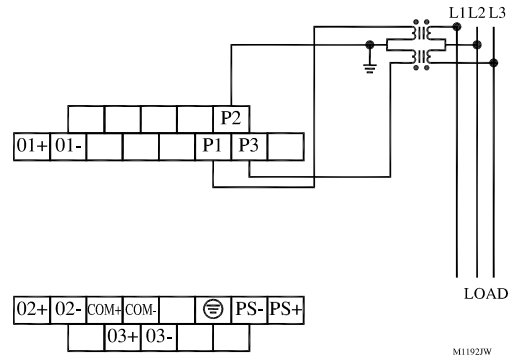 L1 L2 L3
P2
01+ 01- P1 P3
LOAD
02+ 02- COM+ COM- PS- PS+
03+ 03-
M1192JW